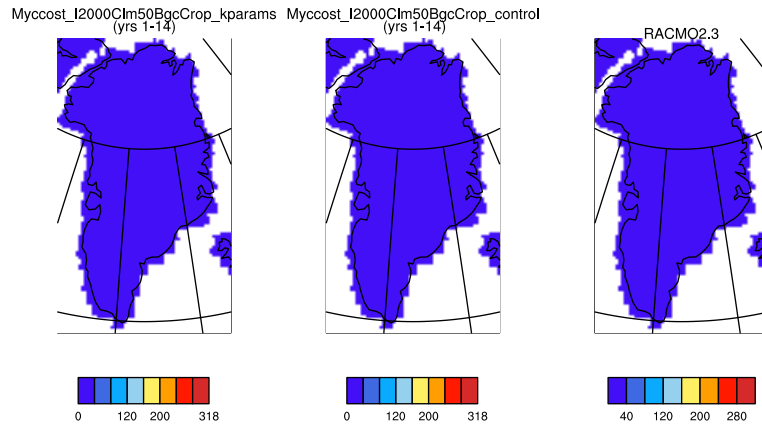 Myccost_I2000Clm50BgcCrop_kparams
(yrs 1-14)
Myccost_I2000Clm50BgcCrop_control
(yrs 1-14)
RACMO2.3
0 120 200 318
0 120 200 318
40 120 200 280